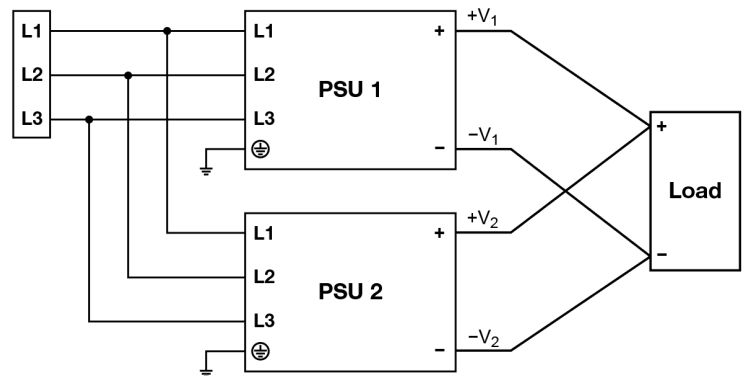 L1
L2
L3
L1
L2
L3
PSU 1
+
−
+V₁
−V₁
L1
L2
L3
PSU 2
+
−
+V₂
−V₂
+
−
Load